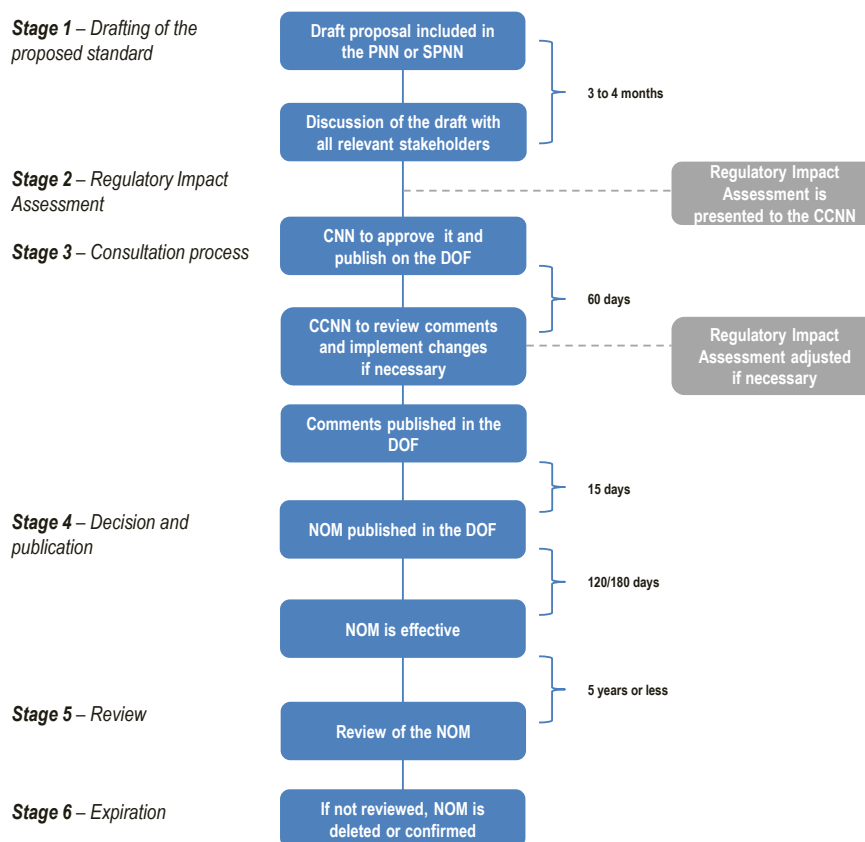 Stage 1 – Drafting of the
proposed standard
Draft proposal included in
the PNN or SPNN
3 to 4 months
Discussion of the draft with
all relevant stakeholders
Stage 2 – Regulatory Impact
Assessment
Regulatory Impact
Assessment is
presented to the CCNN
Stage 3 – Consultation process
CNN to approve it and
publish on the DOF
60 days
CCNN to review comments
and implement changes
if necessary
Regulatory Impact
Assessment adjusted
if necessary
Comments published in the
DOF
15 days
Stage 4 – Decision and
publication
NOM published in the DOF
120/180 days
NOM is effective
5 years or less
Stage 5 – Review
Review of the NOM
Stage 6 – Expiration
If not reviewed, NOM is
deleted or confirmed